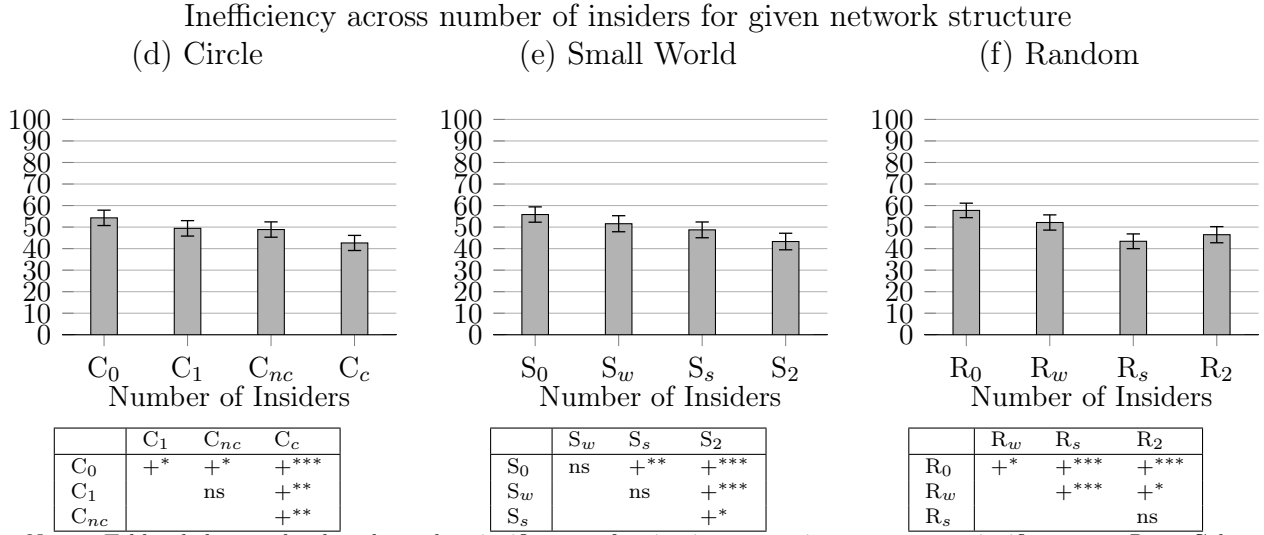 Inefficiency across number of insiders for given network structure
(d) Circle
(e) Small World
(f) Random
100
90
80
70
60
50
40
30
20
10
0
C0 C1 Cnc Cc
Number of Insiders
100
90
80
70
60
50
40
30
20
10
0
S0 Sw Ss S2
Number of Insiders
100
90
80
70
60
50
40
30
20
10
0
R0 Rw Rs R2
Number of Insiders
C1 Cnc Cc
C0 +* +* +***
C1 ns +**
Cnc +**
Sw Ss S2
S0 ns +** +***
Sw ns +***
Ss +*
Rw Rs R2
R0 +* +*** +***
Rw +*** +*
Rs ns